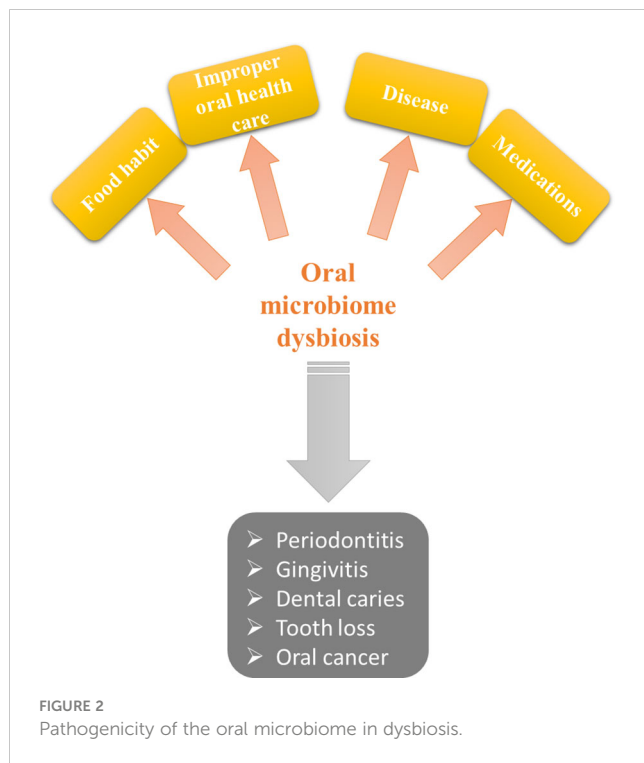 Food habit
Improper
oral health
care
Disease
Medications
Oral
microbiome
dysbiosis
➢ Periodontitis
➢ Gingivitis
➢ Dental caries
➢ Tooth loss
➢ Oral cancer
FIGURE 2
Pathogenicity of the oral microbiome in dysbiosis.